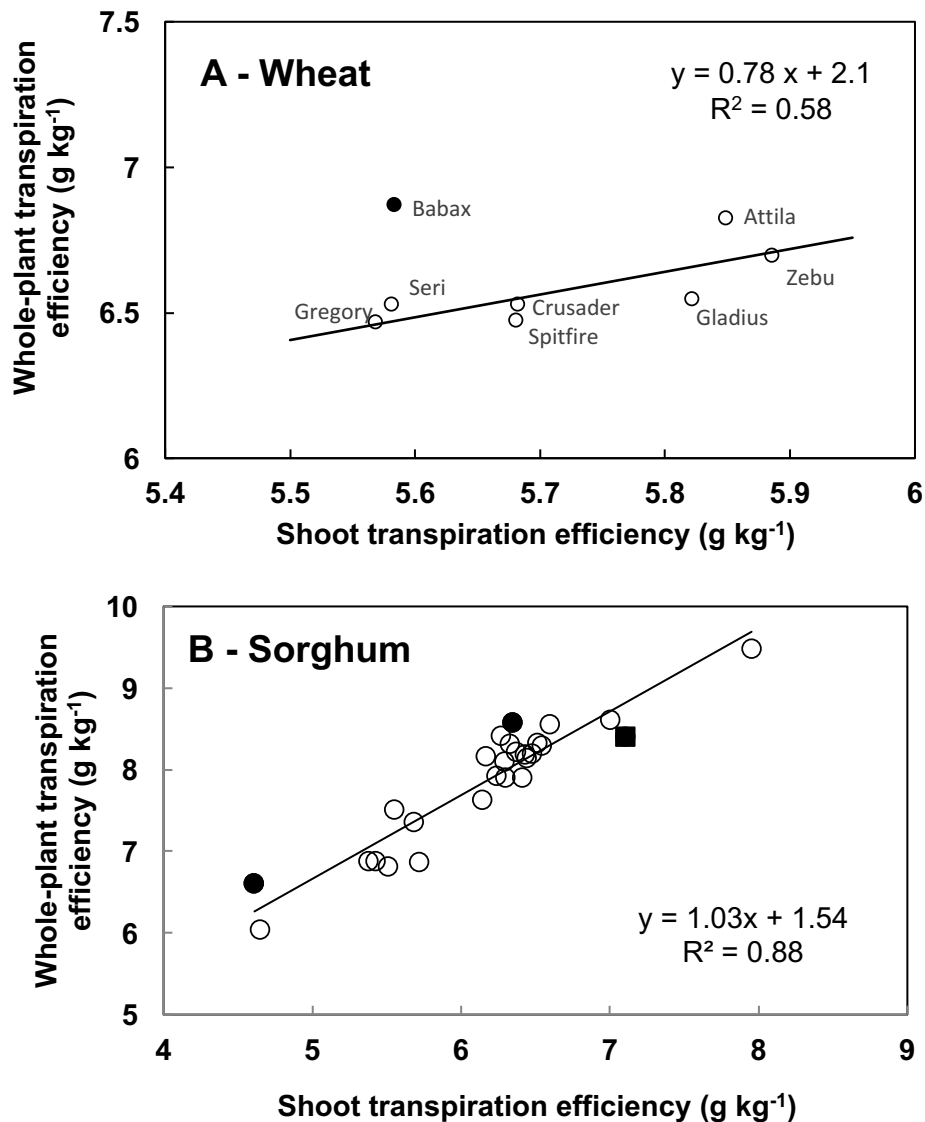 Whole-plant transpiration
efficiency (g kg⁻¹)
7.5
7
6.5
6
A - Wheat
y = 0.78 x + 2.1
R² = 0.58
Babax
Attila
Zebu
Seri
Gregory
Crusader
Spitfire
Gladius
5.4 5.5 5.6 5.7 5.8 5.9 6
Shoot transpiration efficiency (g kg⁻¹)
Whole-plant transpiration
efficiency (g kg⁻¹)
10
9
8
7
6
5
B - Sorghum
y = 1.03x + 1.54
R² = 0.88
4 5 6 7 8 9
Shoot transpiration efficiency (g kg⁻¹)